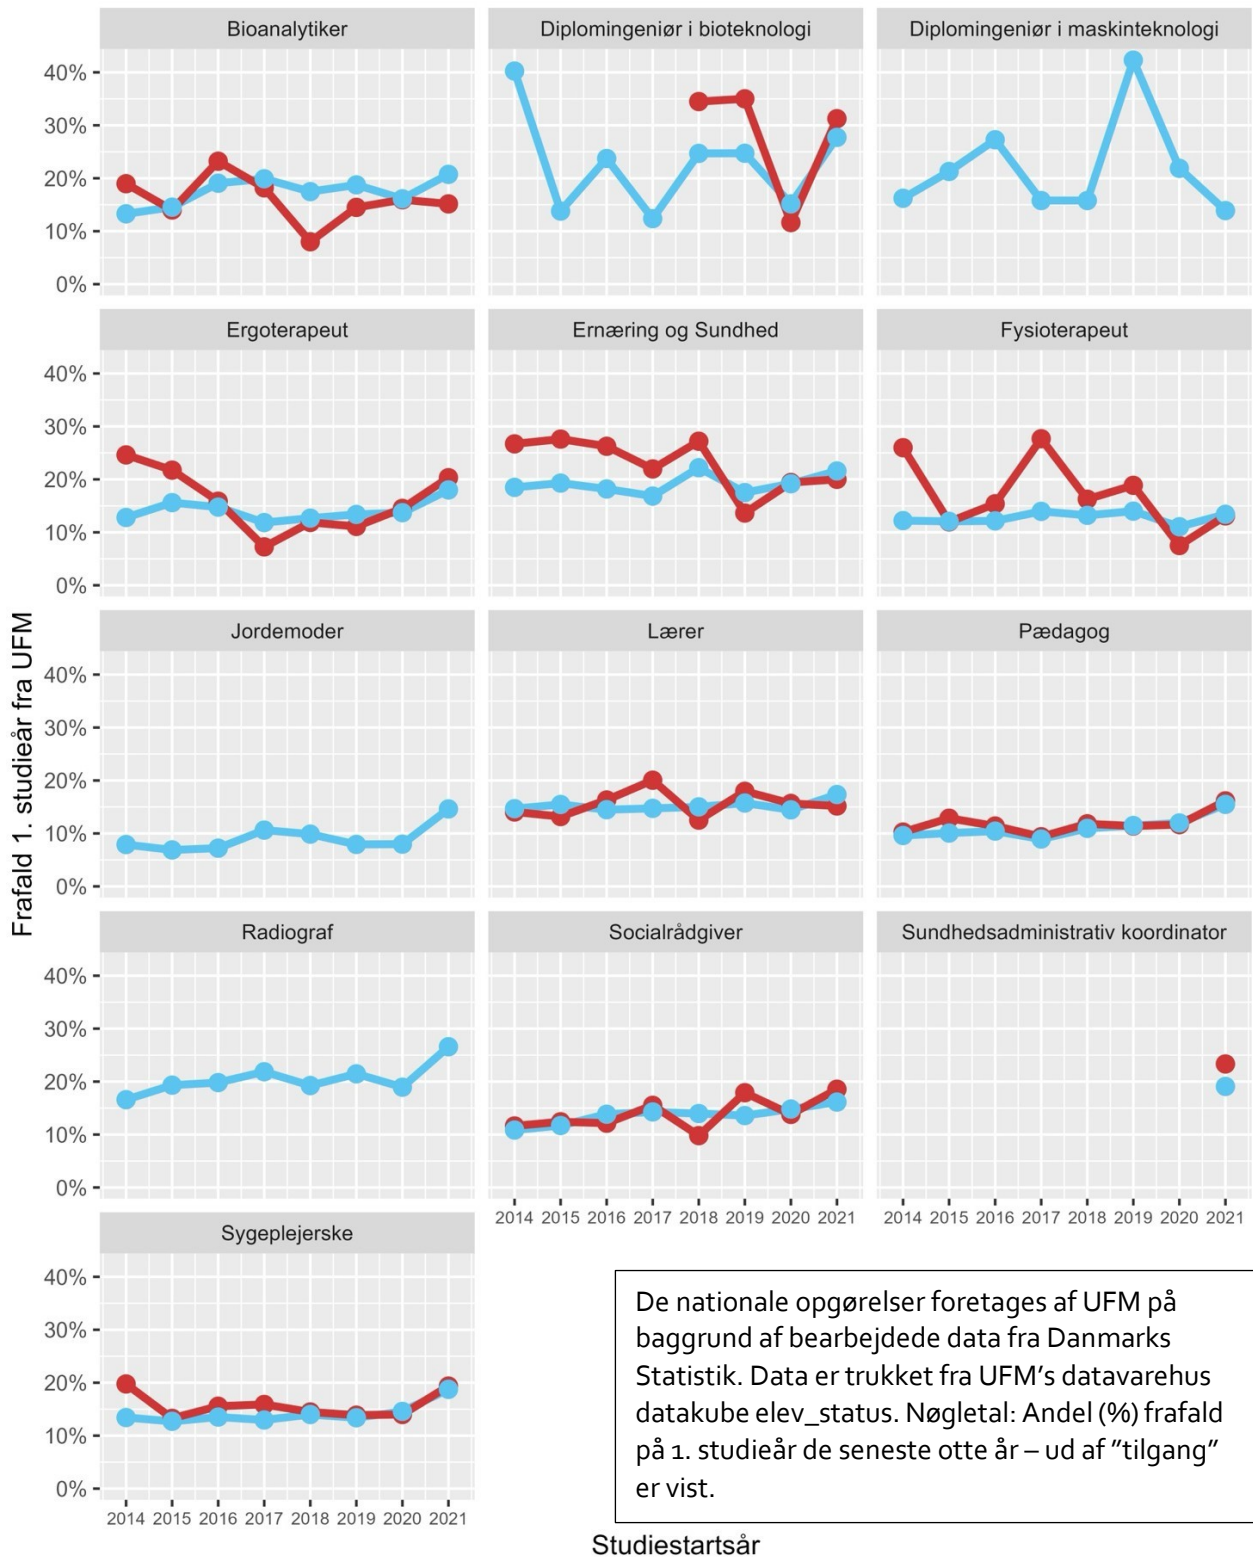 Bioanalytiker
Diplomingeniør i bioteknologi
Diplomingeniør i maskinteknologi
40%
30%
20%
10%
0%
Ergoterapeut
Ernæring og Sundhed
Fysioterapeut
40%
30%
20%
10%
0%
Jordemoder
Lærer
Pædagog
40%
30%
20%
10%
0%
Frafald 1. studieår fra UFM
Radiograf
Socialrådgiver
Sundhedsadministrativ koordinator
40%
30%
20%
10%
0%
2014 2015 2016 2017 2018 2019 2020 2021
2014 2015 2016 2017 2018 2019 2020 2021
Sygeplejerske
40%
30%
20%
10%
0%
2014 2015 2016 2017 2018 2019 2020 2021
De nationale opgørelser foretages af UFM på
baggrund af bearbejdede data fra Danmarks
Statistik. Data er trukket fra UFM’s datavarehus
datakube elev_status. Nøgletal: Andel (%) frafald
på 1. studieår de seneste otte år – ud af ”tilgang”
er vist.
Studiestartsår